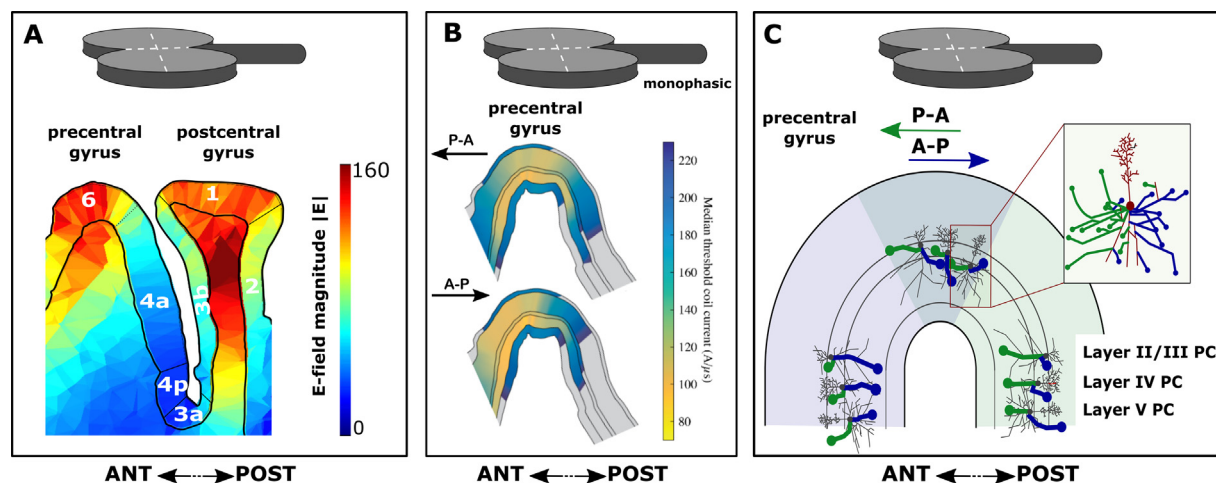 A
precentral
gyrus
postcentral
gyrus
6
1
4a
3b
2
4p
3a
160
0
E-field magnitude |E|
ANT
POST
B
monophasic
precentral
gyrus
P-A
A-P
220
200
180
160
140
120
100
80
Median threshold coil current (A/µs)
ANT
POST
C
precentral
gyrus
P-A
A-P
Layer II/III PC
Layer IV PC
Layer V PC
ANT
POST